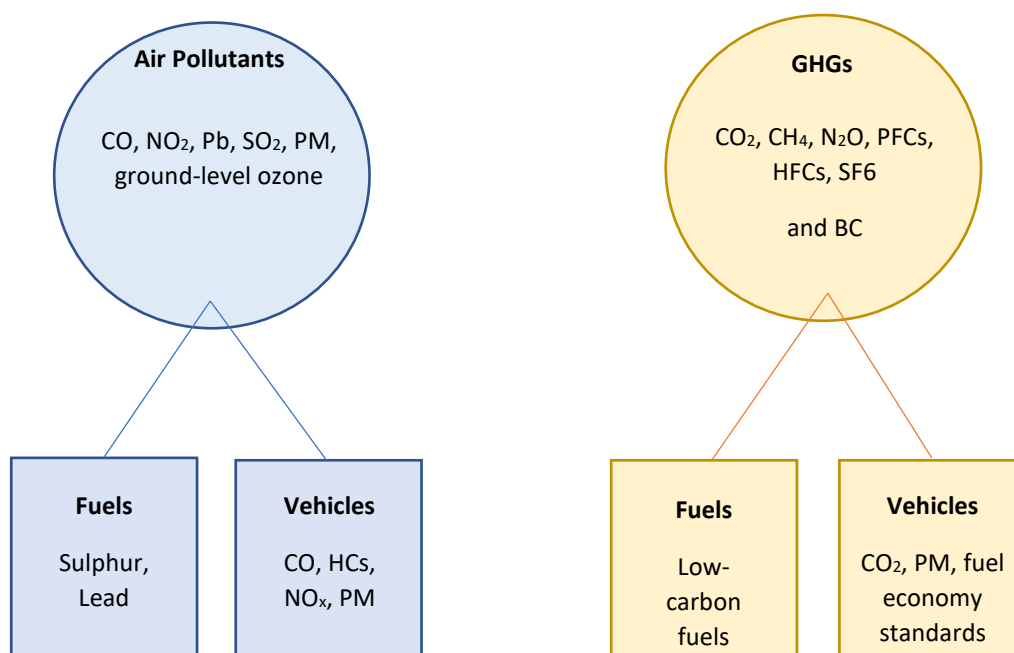 Air Pollutants
CO, NO₂, Pb, SO₂, PM,
ground-level ozone
GHGs
CO₂, CH₄, N₂O, PFCs,
HFCs, SF6
and BC
Fuels
Sulphur,
Lead
Vehicles
CO, HCs,
NOₓ, PM
Fuels
Low-
carbon
fuels
Vehicles
CO₂, PM, fuel
economy
standards